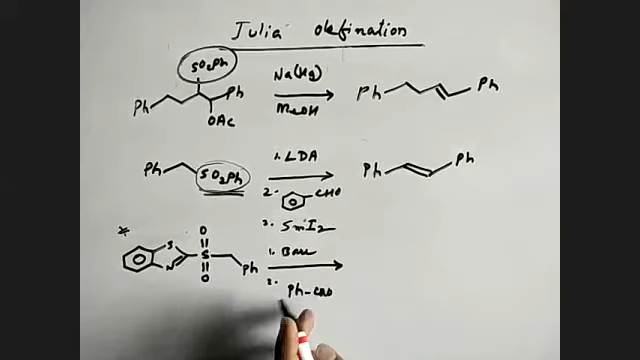 Julia olefination
SO2Ph
Ph
Ph
OAc
Na(Hg)
MeOH
Ph
Ph
Ph
SO2Ph
1. LDA
2. CHO
3. SmI2
Ph
Ph
*
S
N
O
S
O
Ph
1. Base
2. Ph-CHO